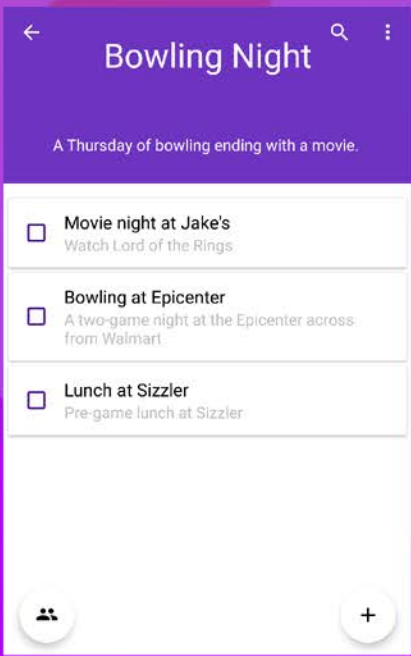 Bowling Night
A Thursday of bowling ending with a movie.
Movie night at Jake's
Watch Lord of the Rings
Bowling at Epicenter
A two-game night at the Epicenter across
from Walmart
Lunch at Sizzler
Pre-game lunch at Sizzler